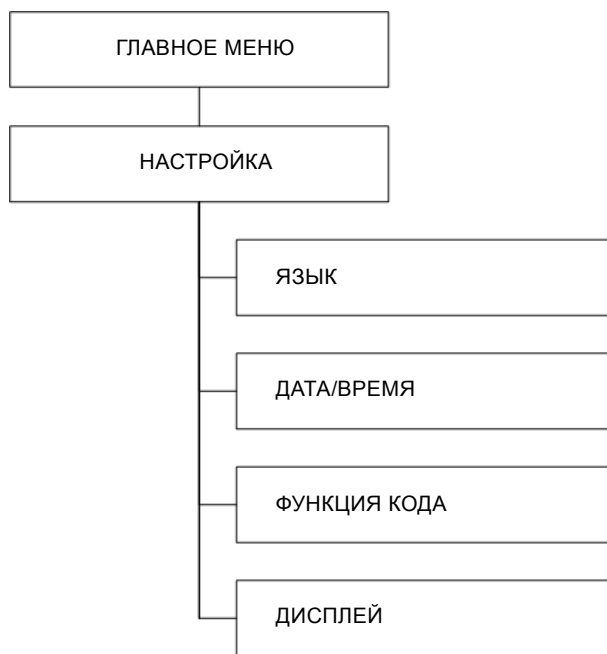 ГЛАВНОЕ МЕНЮ
НАСТРОЙКА
ЯЗЫК
ДАТА/ВРЕМЯ
ФУНКЦИЯ КОДА
ДИСПЛЕЙ